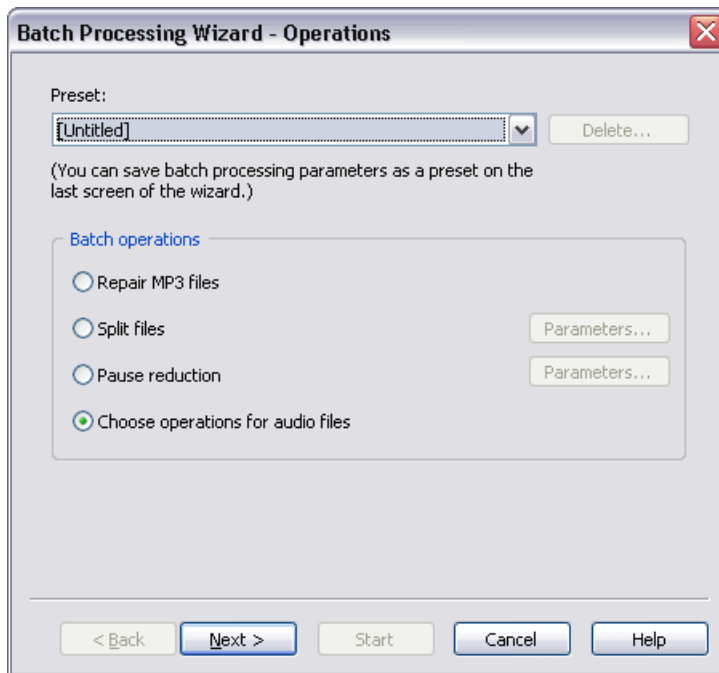 Batch Processing Wizard - Operations
Preset:
[Untitled]
Delete...
(You can save batch processing parameters as a preset on the
last screen of the wizard.)
Batch operations
Repair MP3 files
Split files
Parameters...
Pause reduction
Parameters...
Choose operations for audio files
< Back
Next >
Start
Cancel
Help